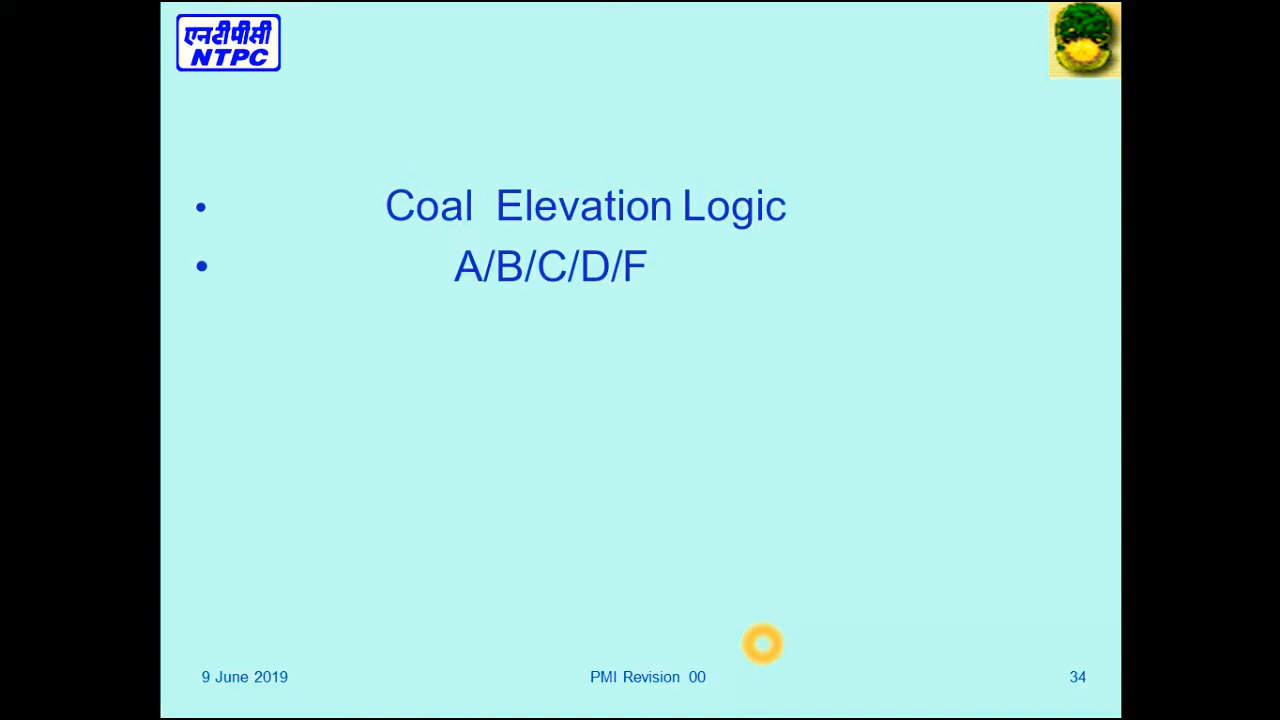 एनटीपीसी
NTPC
• Coal Elevation Logic
• A/B/C/D/F
9 June 2019
PMI Revision 00
34